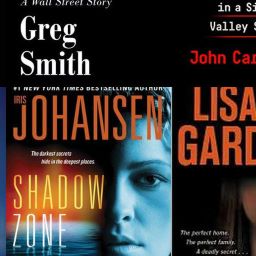 A Wall Street Story
Greg
Smith
in a Si
Valley S
John Car
#1 NEW YORK TIMES BESTSELLING AUTHOR
IRIS
JOHANSEN
The darkest secrets
hide in the deepest places.
SHADOW
ZONE
LISA
GARD
The perfect home.
The perfect family.
A deadly secret . . .